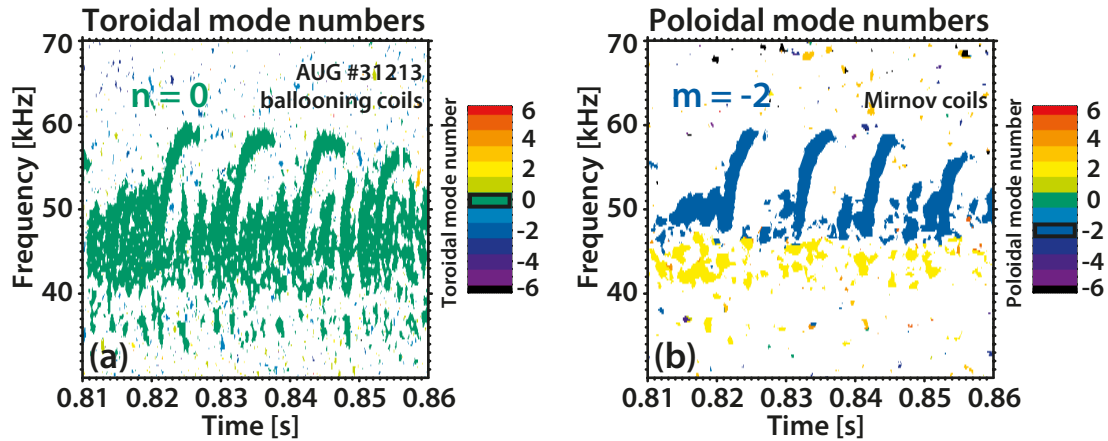 Toroidal mode numbers
70
60
50
40
Frequency [kHz]
AUG #31213
ballooning coils
n = 0
(a)
0.81 0.82 0.83 0.84 0.85 0.86
Time [s]
Toroidal mode number
6
4
2
0
-2
-4
-6
Poloidal mode numbers
70
60
50
40
Frequency [kHz]
m = -2
Mirnov coils
(b)
0.81 0.82 0.83 0.84 0.85 0.86
Time [s]
Poloidal mode number
6
4
2
0
-2
-4
-6